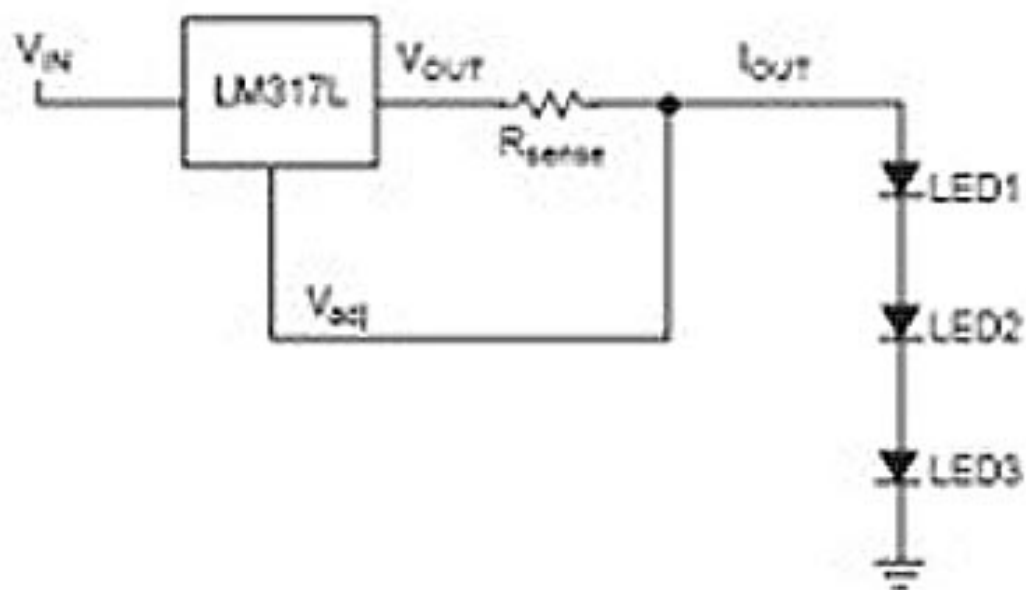 VIN
LM317L
VOUT
IOUT
Rsense
LED1
Vadj
LED2
LED3